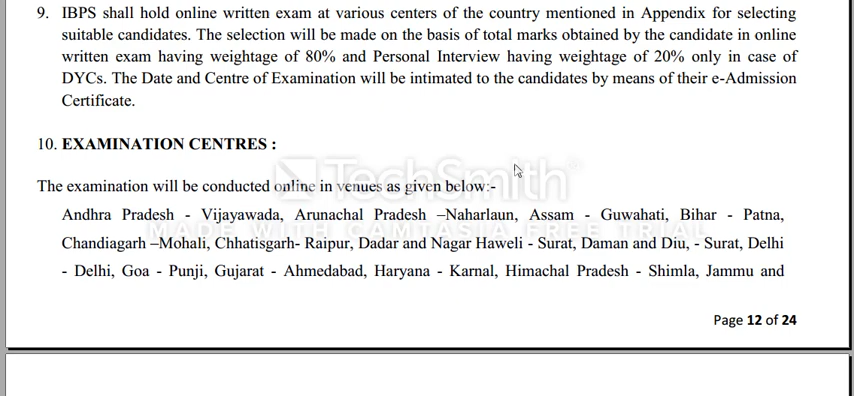 9. IBPS shall hold online written exam at various centers of the country mentioned in Appendix for selecting
suitable candidates. The selection will be made on the basis of total marks obtained by the candidate in online
written exam having weightage of 80% and Personal Interview having weightage of 20% only in case of
DYCs. The Date and Centre of Examination will be intimated to the candidates by means of their e-Admission
Certificate.
10. EXAMINATION CENTRES :
TechSmith
The examination will be conducted online in venues as given below:-
Andhra Pradesh - Vijayawada, Arunachal Pradesh –Naharlaun, Assam - Guwahati, Bihar - Patna,
MADE WITH CAMTASIA FREE TRIAL
Chandiagarh –Mohali, Chhatisgarh- Raipur, Dadar and Nagar Haweli - Surat, Daman and Diu, - Surat, Delhi
- Delhi, Goa - Punji, Gujarat - Ahmedabad, Haryana - Karnal, Himachal Pradesh - Shimla, Jammu and
Page 12 of 24